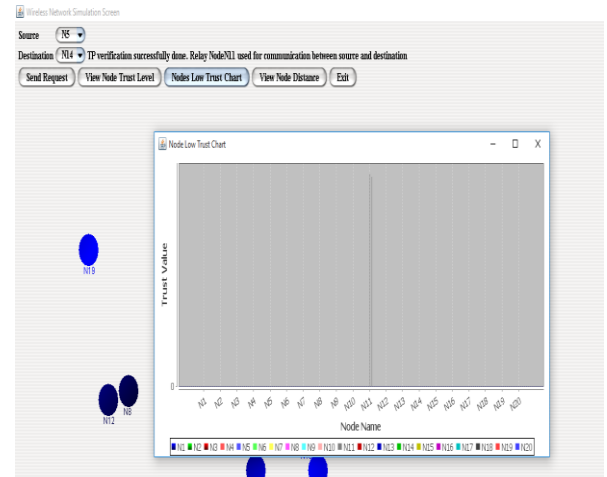 Wireless Network Simulation Screen
Source N5
Destination N14 TP verification successfully done. Relay NodeN11 used for communication between source and destination
Send Request View Node Trust Level Nodes Low Trust Chart View Node Distance Exit
Node Low Trust Chart
Trust Value
0
N1 N2 N3 N4 N5 N6 N7 N8 N9 N10 N11 N12 N13 N14 N15 N16 N17 N18 N19 N20
Node Name
N1 N2 N3 N4 N5 N6 N7 N8 N9 N10 N11 N12 N13 N14 N15 N16 N17 N18 N19 N20
N19
N8
N12